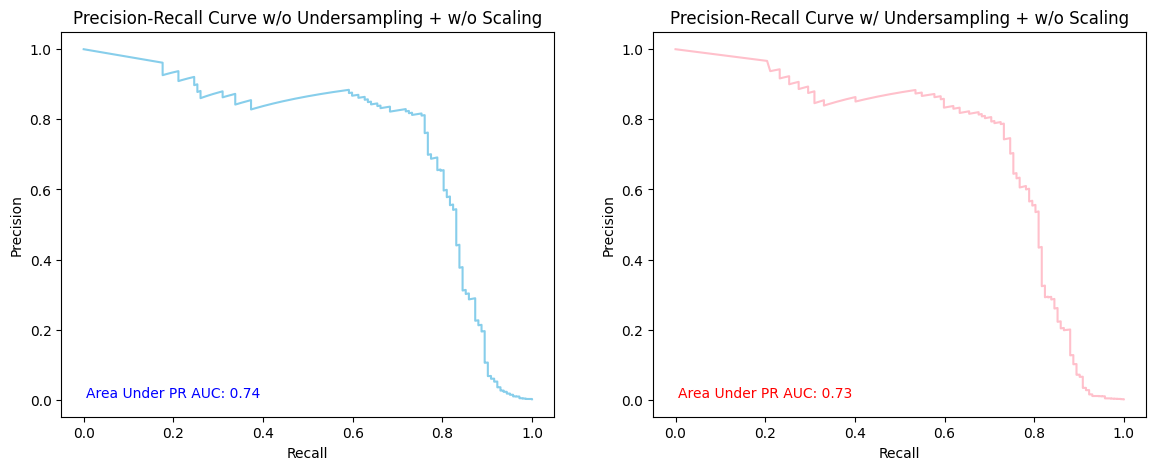 Precision-Recall Curve w/o Undersampling + w/o Scaling
1.0
0.8
0.6
0.4
0.2
0.0
Precision
Area Under PR AUC: 0.74
0.0 0.2 0.4 0.6 0.8 1.0
Recall
Precision-Recall Curve w/ Undersampling + w/o Scaling
1.0
0.8
0.6
0.4
0.2
0.0
Precision
Area Under PR AUC: 0.73
0.0 0.2 0.4 0.6 0.8 1.0
Recall